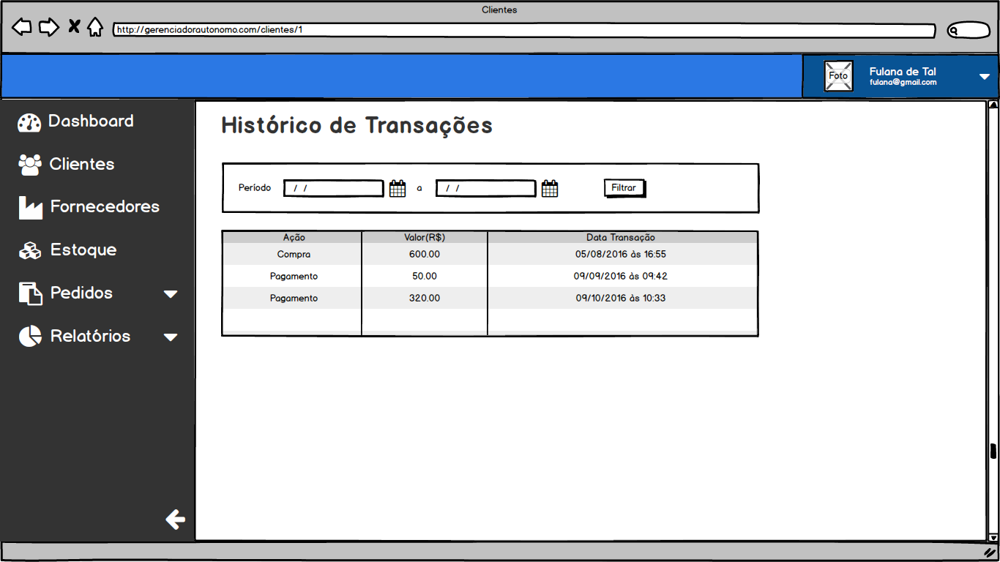 Clientes
http://gerenciadorautonomo.com/clientes/1
Foto
Fulana de Tal
fulana@gmail.com
Dashboard
Clientes
Fornecedores
Estoque
Pedidos
Relatórios
Histórico de Transações
Período / / a / / Filtrar
Ação Valor(R$) Data Transação
Compra 600.00 05/08/2016 às 16:55
Pagamento 50.00 09/09/2016 às 09:42
Pagamento 320.00 09/10/2016 às 10:33